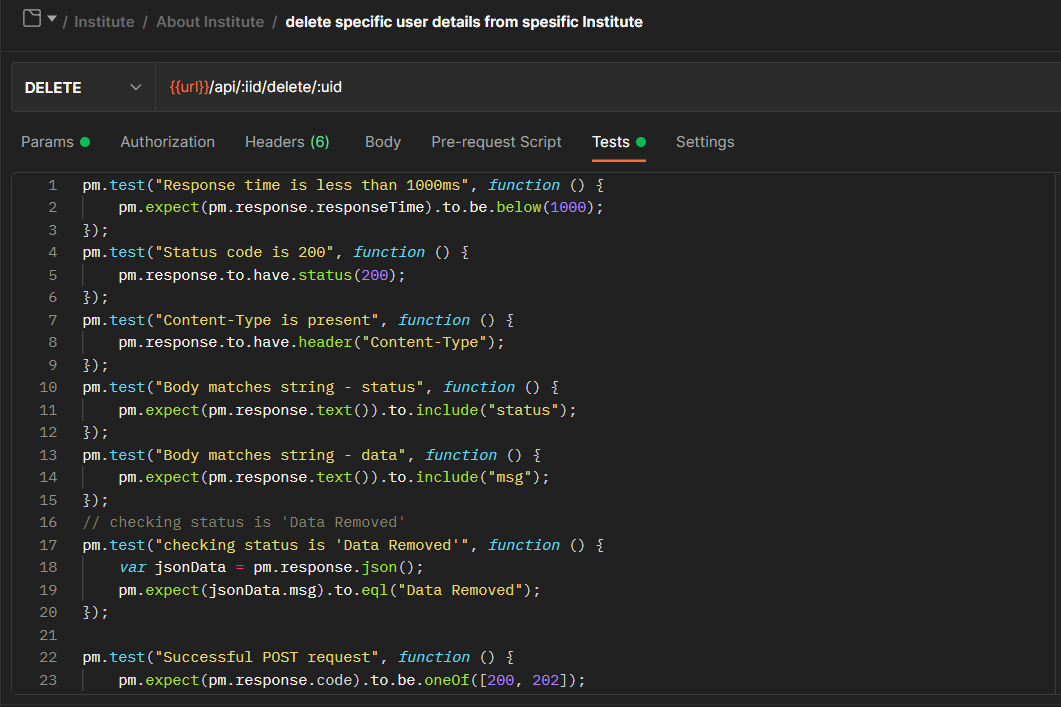 / Institute / About Institute / delete specific user details from spesific Institute
DELETE {{url}}/api/:iid/delete/:uid
Params Authorization Headers (6) Body Pre-request Script Tests Settings
1 pm.test("Response time is less than 1000ms", function () {
2 pm.expect(pm.response.responseTime).to.be.below(1000);
3 });
4 pm.test("Status code is 200", function () {
5 pm.response.to.have.status(200);
6 });
7 pm.test("Content-Type is present", function () {
8 pm.response.to.have.header("Content-Type");
9 });
10 pm.test("Body matches string - status", function () {
11 pm.expect(pm.response.text()).to.include("status");
12 });
13 pm.test("Body matches string - data", function () {
14 pm.expect(pm.response.text()).to.include("msg");
15 });
16 // checking status is 'Data Removed'
17 pm.test("checking status is 'Data Removed'", function () {
18 var jsonData = pm.response.json();
19 pm.expect(jsonData.msg).to.eql("Data Removed");
20 });
21
22 pm.test("Successful POST request", function () {
23 pm.expect(pm.response.code).to.be.oneOf([200, 202]);